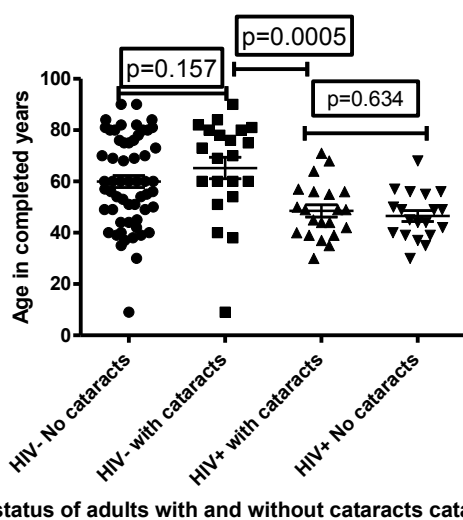 p=0.0005
p=0.157
p=0.634
Age in completed years
100
80
60
40
20
0
HIV- No cataracts
HIV- with cataracts
HIV+ with cataracts
HIV+ No cataracts
status of adults with and without cataracts cata